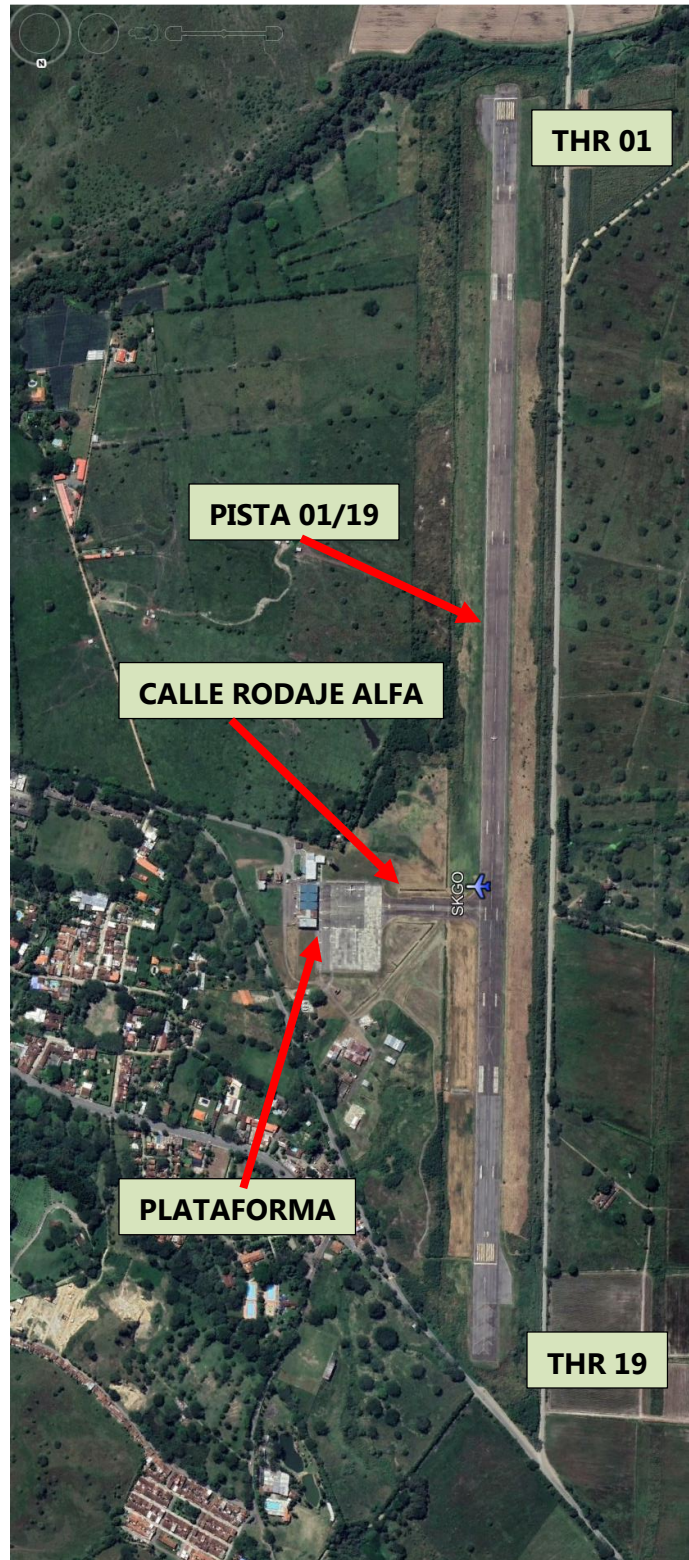 N
THR 01
PISTA 01/19
CALLE RODAJE ALFA
SKGO
PLATAFORMA
THR 19